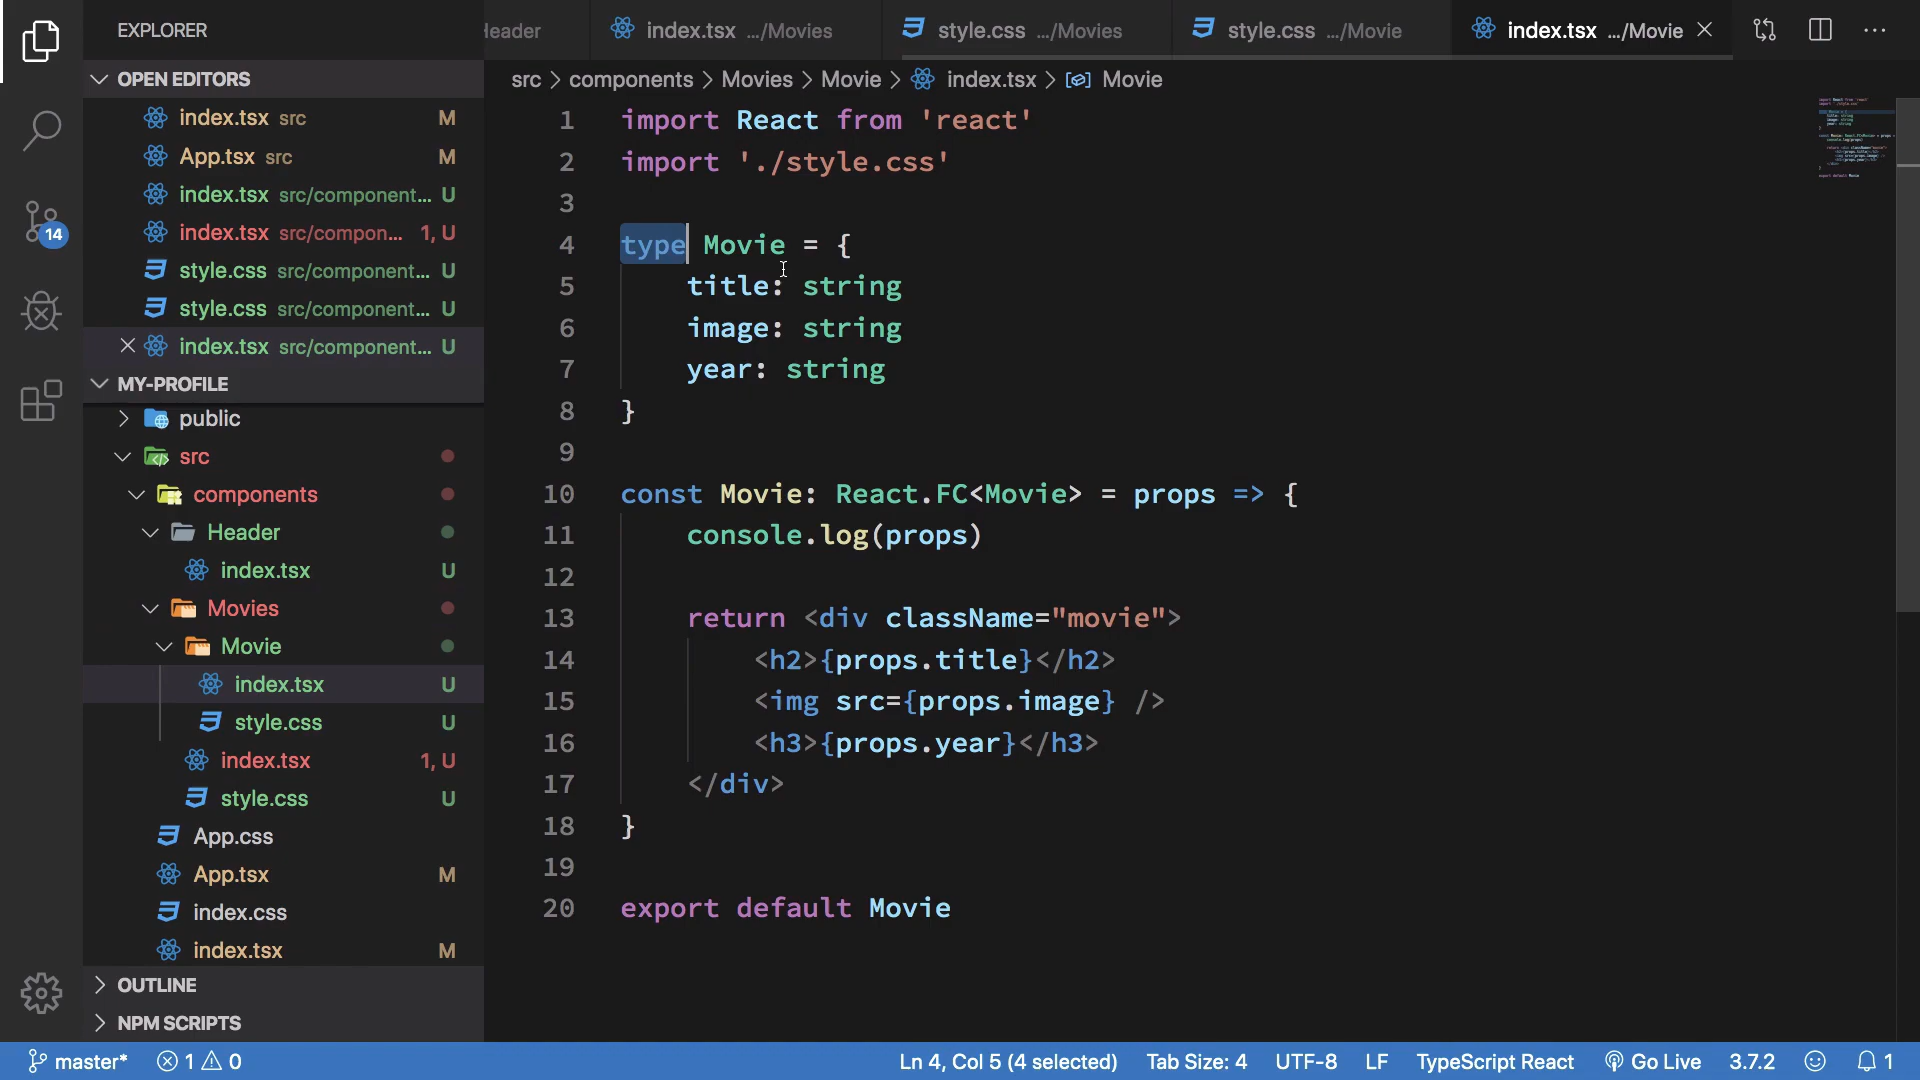 EXPLORER
Header
index.tsx .../Movies
style.css .../Movies
style.css .../Movie
index.tsx .../Movie
OPEN EDITORS
src > components > Movies > Movie > index.tsx > Movie
index.tsx src M
App.tsx src M
index.tsx src/component... U
index.tsx src/compon... 1, U
style.css src/component... U
style.css src/component... U
index.tsx src/component... U
MY-PROFILE
public
src
components
Header
index.tsx U
Movies
Movie
index.tsx U
style.css U
index.tsx 1, U
style.css U
App.css
App.tsx M
index.css
index.tsx M
OUTLINE
NPM SCRIPTS
14
1 import React from 'react'
2 import './style.css'
3
4 type Movie = {
5 title: string
6 image: string
7 year: string
8 }
9
10 const Movie: React.FC<Movie> = props => {
11 console.log(props)
12
13 return <div className="movie">
14 <h2>{props.title}</h2>
15 <img src={props.image} />
16 <h3>{props.year}</h3>
17 </div>
18 }
19
20 export default Movie
master* 1 0 Ln 4, Col 5 (4 selected) Tab Size: 4 UTF-8 LF TypeScript React Go Live 3.7.2 1